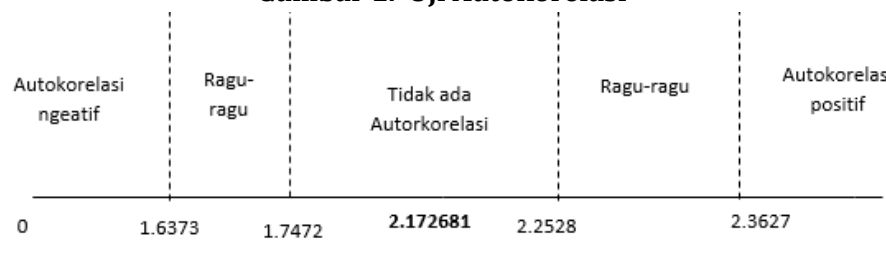 Autokorelasi
ngeatif
Ragu-
ragu
Tidak ada
Autorkorelasi
Ragu-ragu
Autokorelas
positif
0
1.6373
1.7472
2.172681
2.2528
2.3627